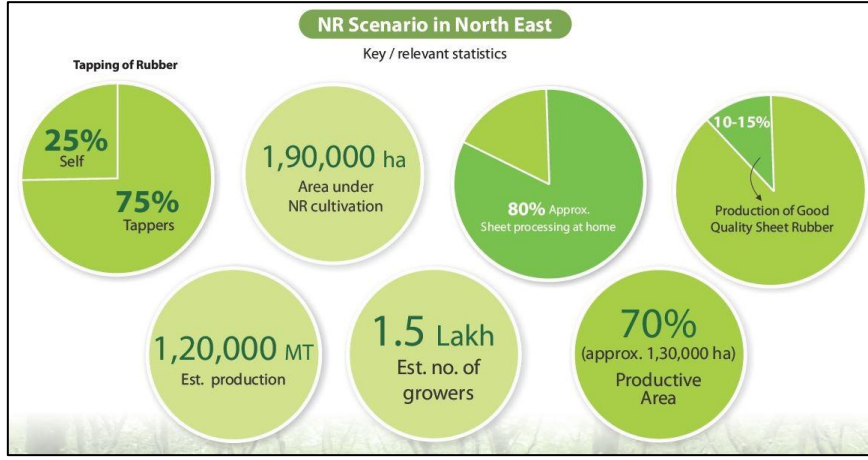 NR Scenario in North East
Key / relevant statistics
Tapping of Rubber
25%
Self
75%
Tappers
1,90,000 ha
Area under
NR cultivation
80% Approx.
Sheet processing at home
10-15%
Production of Good
Quality Sheet Rubber
1,20,000 MT
Est. production
1.5 Lakh
Est. no. of
growers
70%
(approx. 1,30,000 ha)
Productive
Area